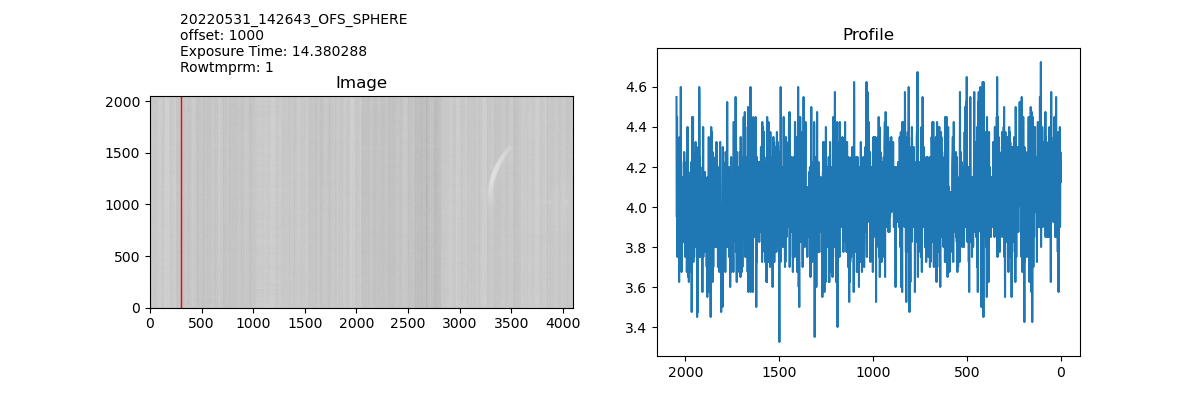 20220531_142643_OFS_SPHERE
offset: 1000
Exposure Time: 14.380288
Rowtmprm: 1
Image
2000
1500
1000
500
0
0 500 1000 1500 2000 2500 3000 3500 4000
Profile
4.6
4.4
4.2
4.0
3.8
3.6
3.4
2000 1500 1000 500 0